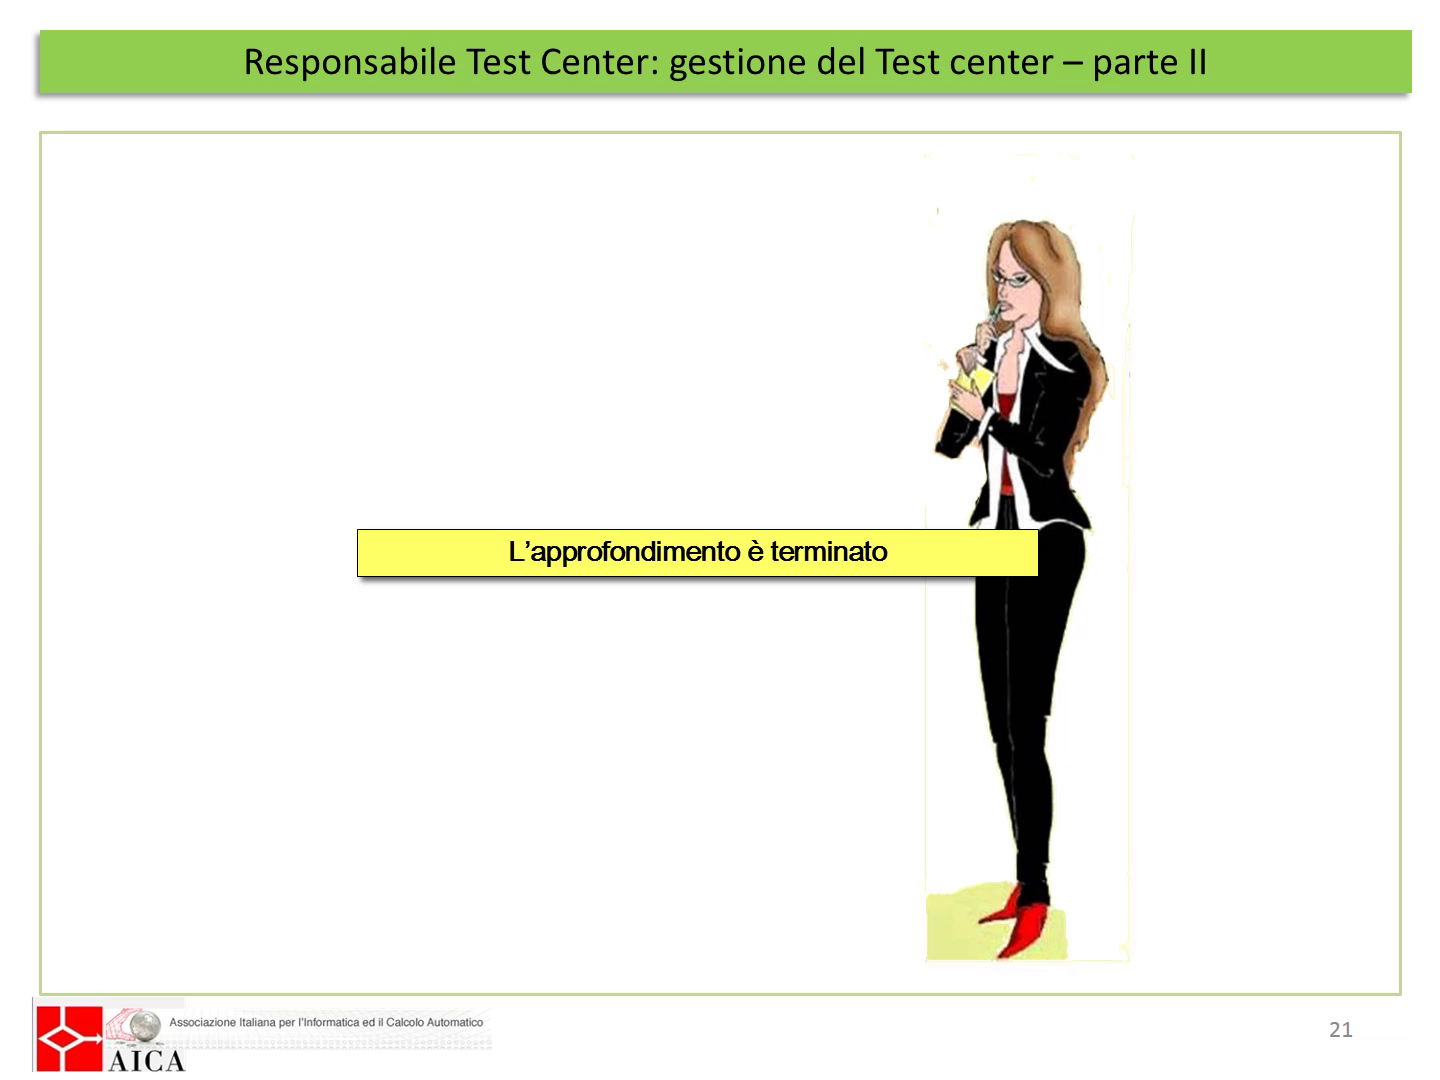 Responsabile Test Center: gestione del Test center – parte II
L’approfondimento è terminato
Associazione Italiana per l’Informatica ed il Calcolo Automatico
AICA
21